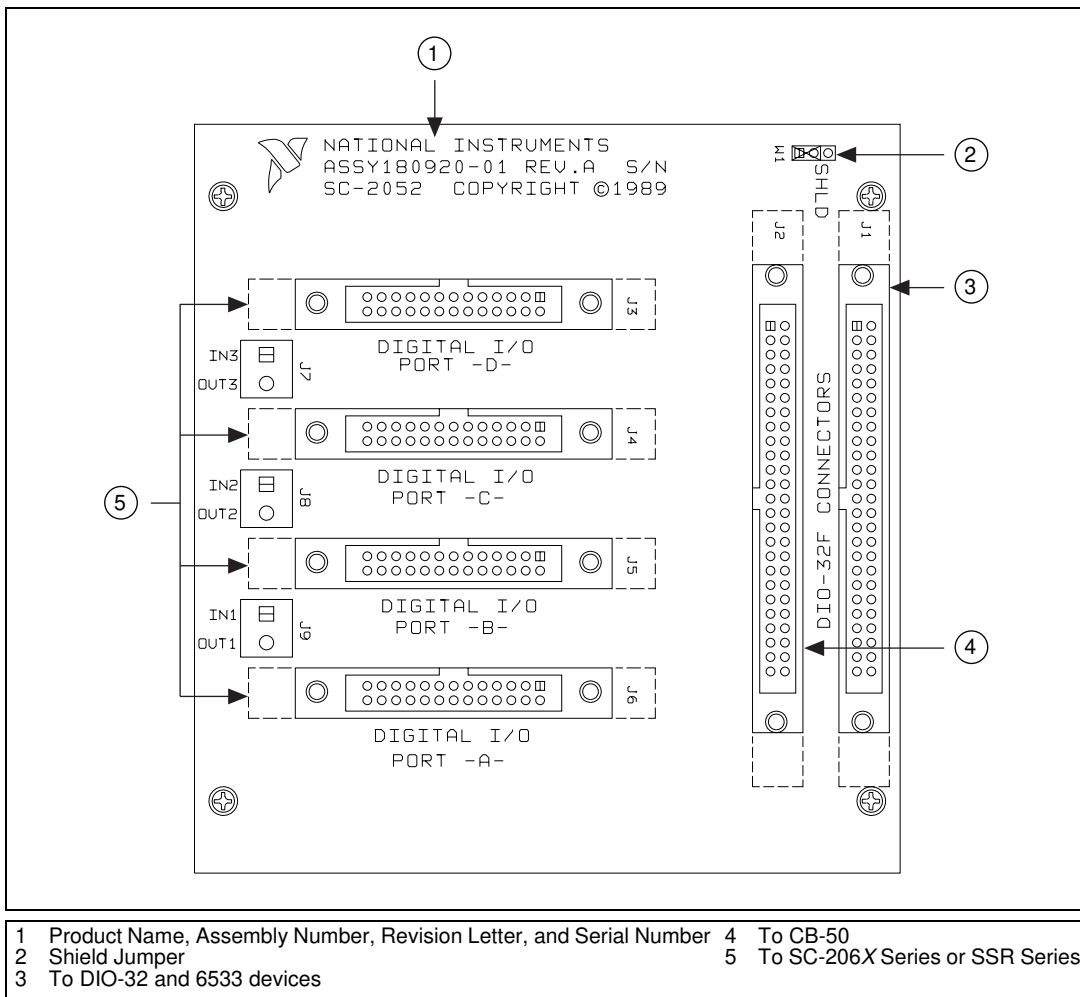 1
NATIONAL INSTRUMENTS
ASSY180920-01 REV.A S/N
SC-2052 COPYRIGHT ©1989
W1
SHLD
2
J2
J1
3
J3
DIGITAL I/O
PORT -D-
IN3
OUT3
J7
J4
DIGITAL I/O
PORT -C-
IN2
OUT2
J8
5
J5
DIGITAL I/O
PORT -B-
IN1
OUT1
J9
J6
DIGITAL I/O
PORT -A-
DIO-32F CONNECTORS
4
1 Product Name, Assembly Number, Revision Letter, and Serial Number
2 Shield Jumper
3 To DIO-32 and 6533 devices
4 To CB-50
5 To SC-206X Series or SSR Series